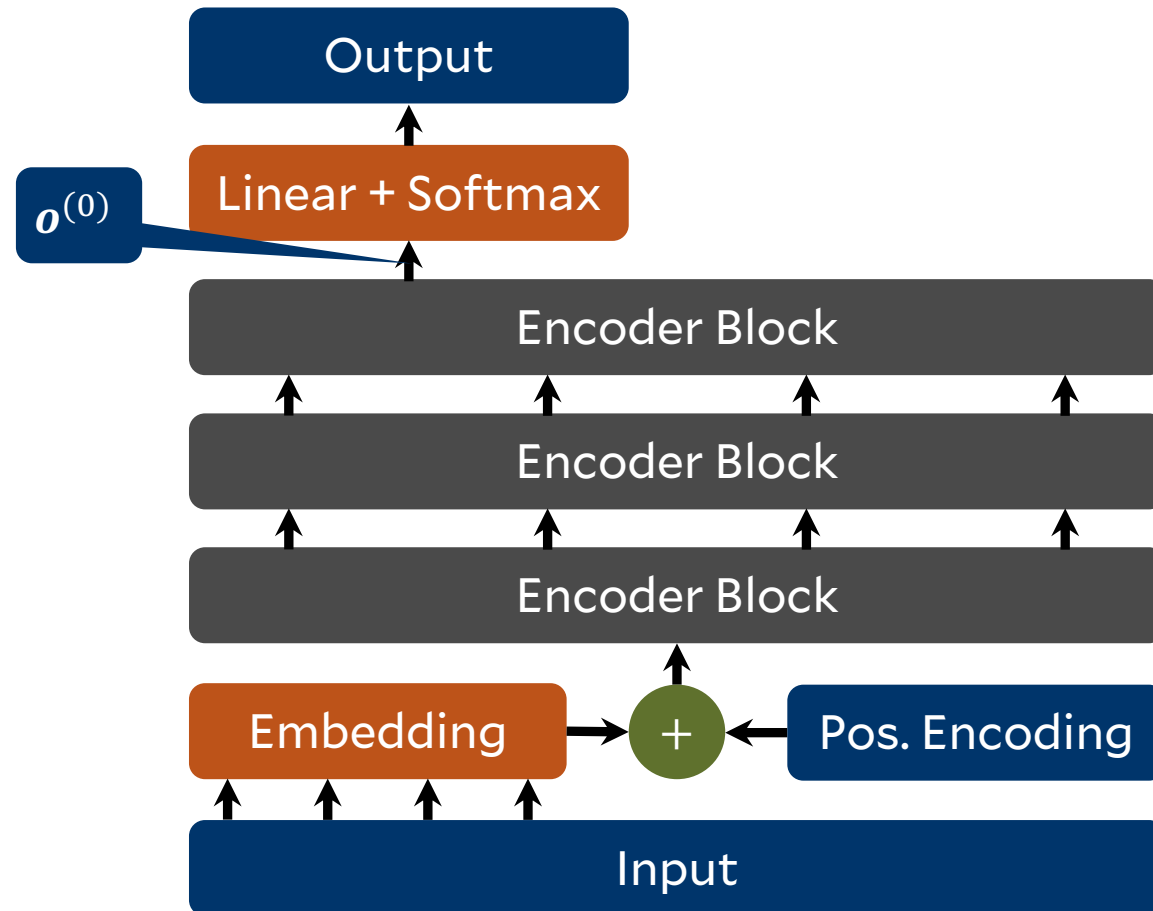 Output
Linear + Softmax
𝒐⁽⁰⁾
Encoder Block
Encoder Block
Encoder Block
Embedding
+
Pos. Encoding
Input